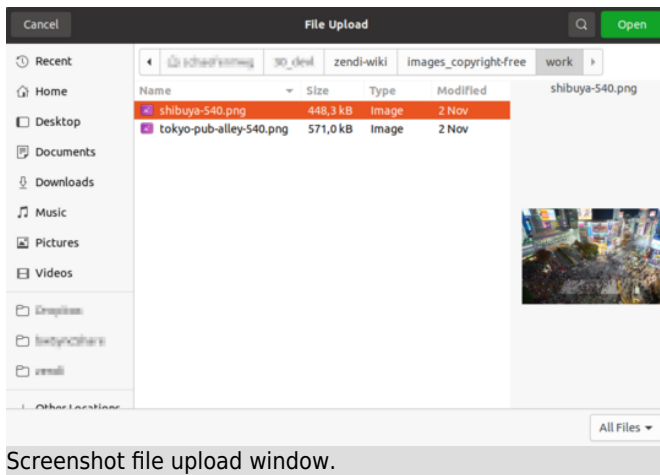 Cancel File Upload Open
Recent
Home
Desktop
Documents
Downloads
Music
Pictures
Videos
Other Locations
zendi-wiki images_copyright-free work
Name Size Type Modified
shibuya-540.png 448,3 kB Image 2 Nov
tokyo-pub-alley-540.png 571,0 kB Image 2 Nov
shibuya-540.png
All Files
Screenshot file upload window.